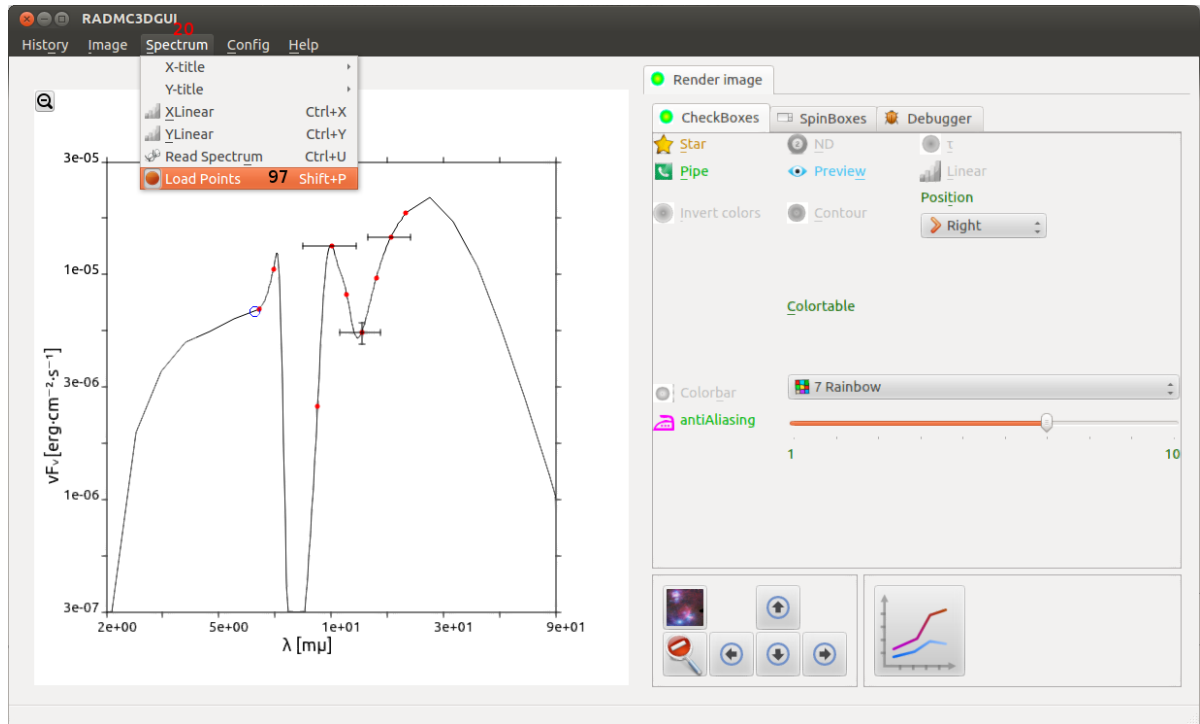 RADMC3DGUI
20
History Image Spectrum Config Help
X-title
Y-title
XLinear Ctrl+X
YLinear Ctrl+Y
Read Spectrum Ctrl+U
Load Points 97 Shift+P
3e-05
1e-05
3e-06
1e-06
3e-07
νFν[erg·cm⁻²·s⁻¹]
2e+00 5e+00 1e+01 3e+01 9e+01
λ [mμ]
Render image
CheckBoxes SpinBoxes Debugger
Star ND τ
Pipe Preview Linear
Position
Invert colors Contour Right
Colortable
Colorbar 7 Rainbow
antiAliasing
1 10